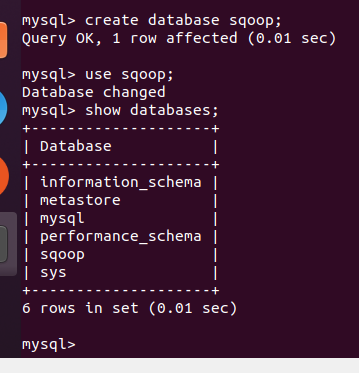 mysql> create database sqoop;
Query OK, 1 row affected (0.01 sec)
mysql> use sqoop;
Database changed
mysql> show databases;
+--------------------+
| Database           |
+--------------------+
| information_schema |
| metastore          |
| mysql              |
| performance_schema |
| sqoop              |
| sys                |
+--------------------+
6 rows in set (0.01 sec)
mysql>